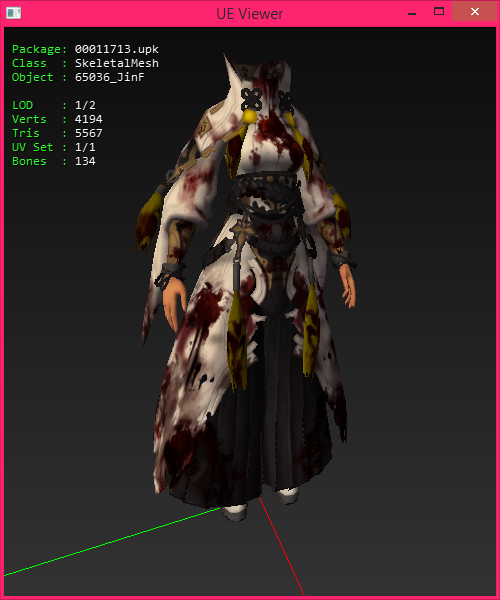 UE Viewer
Package: 00011713.upk
Class  : SkeletalMesh
Object : 65036_JinF
LOD    : 1/2
Verts  : 4194
Tris   : 5567
UV Set : 1/1
Bones  : 134